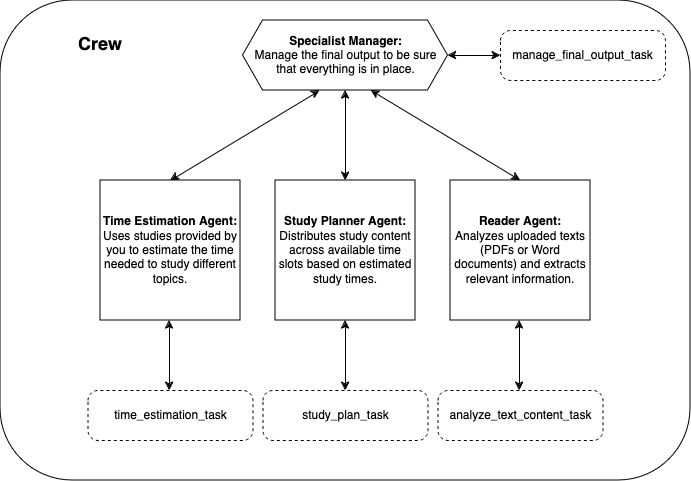 Crew
Specialist Manager:
Manage the final output to be sure
that everything is in place.
manage_final_output_task
Time Estimation Agent:
Uses studies provided by
you to estimate the time
needed to study different
topics.
Study Planner Agent:
Distributes study content
across available time
slots based on estimated
study times.
Reader Agent:
Analyzes uploaded texts
(PDFs or Word
documents) and extracts
relevant information.
time_estimation_task
study_plan_task
analyze_text_content_task